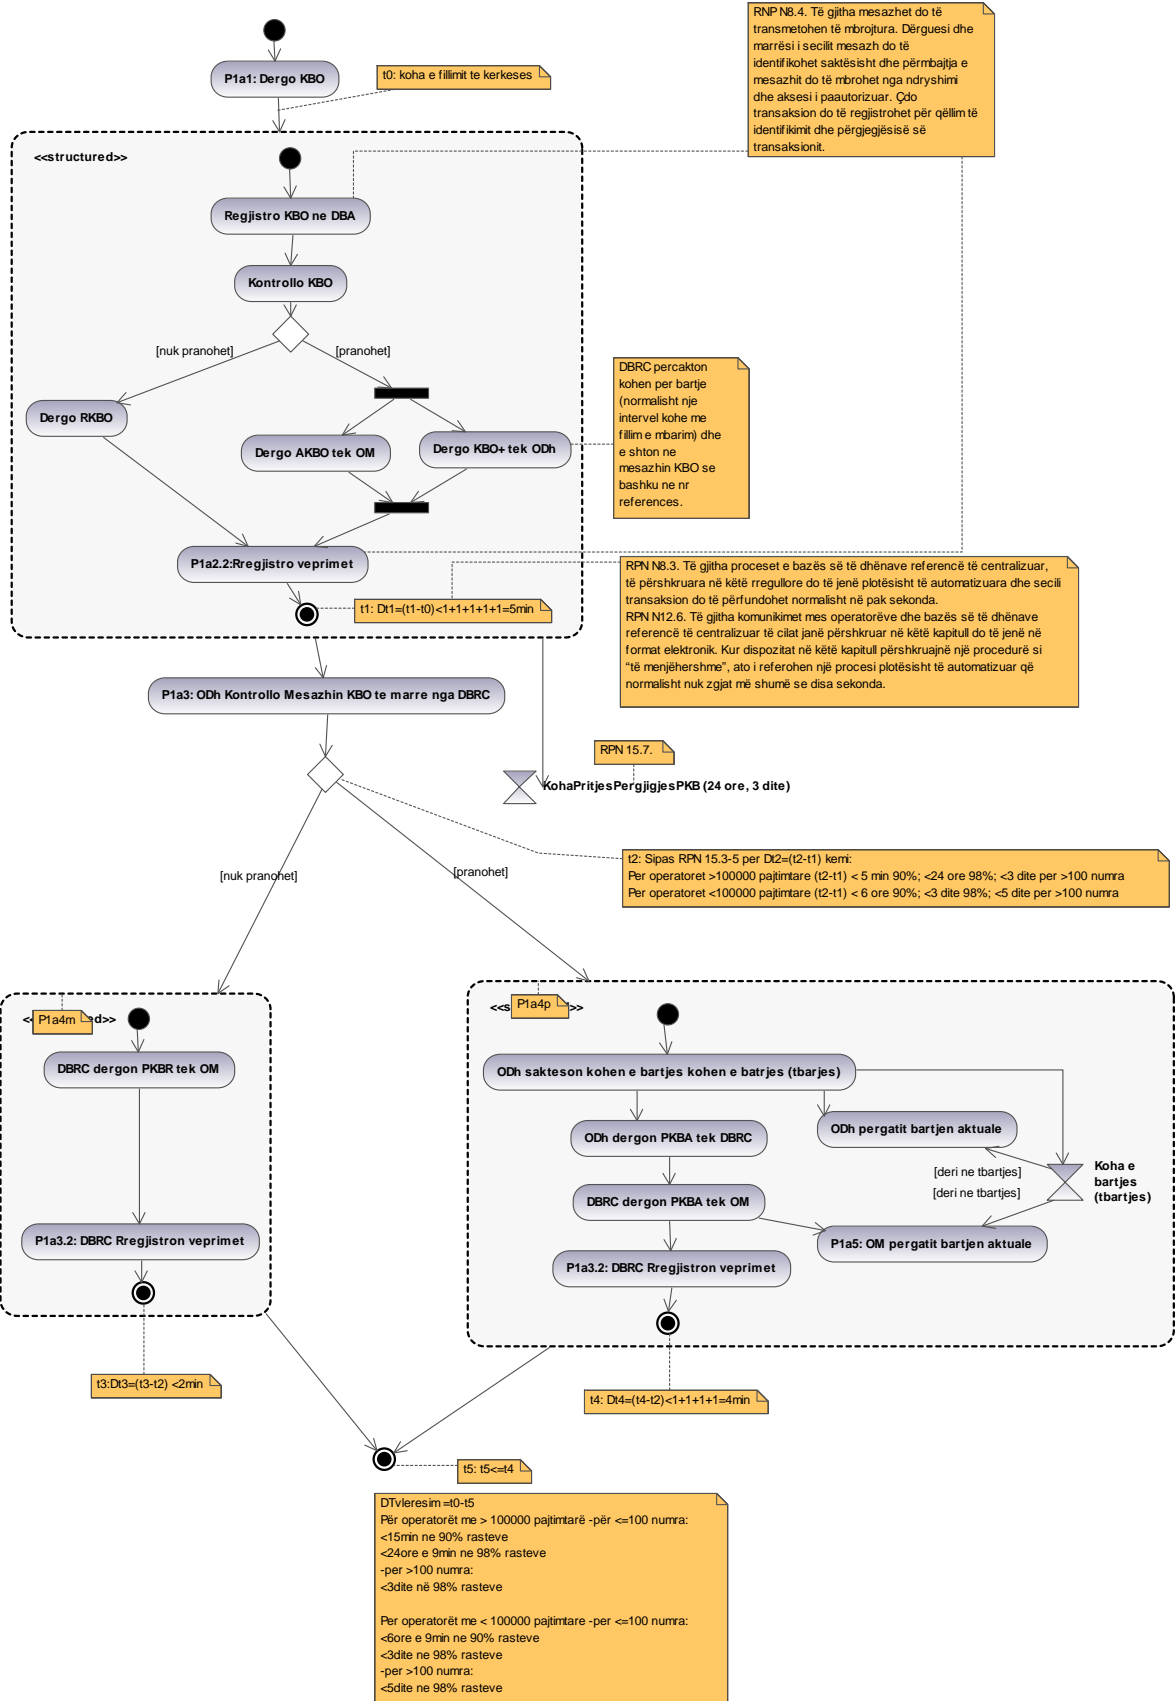 RNP N8.4. Të gjitha mesazhet do të
transmetohen të mbrojtura. Dërguesi dhe
marrësi i secilit mesazh do të
identifikohet saktësisht dhe përmbajtja e
mesazhit do të mbrohet nga ndryshimi
dhe aksesi i paautorizuar. Çdo
transaksion do të regjistrohet për qëllim të
identifikimit dhe përgjegjësisë së
transaksionit.
P1a1: Dergo KBO
t0: koha e fillimit te kerkeses
<<structured>>
Regjistro KBO ne DBA
Kontrollo KBO
[nuk pranohet]
[pranohet]
Dergo RKBO
Dergo AKBO tek OM
Dergo KBO+ tek ODh
DBRC percakton
kohen per bartje
(normalisht nje
interval kohe me
fillim e mbarim) dhe
e shton ne
mesazhin KBO se
bashku ne nr
references.
P1a2.2:Rregjistro veprimet
t1: Dt1=(t1-t0)<1+1+1+1+1=5min
RPN N8.3. Të gjitha proceset e bazës së të dhënave referencë të centralizuar,
të përshkruara në këtë rregullore do të jenë plotësisht të automatizuara dhe secili
transaksion do të përfundohet normalisht në pak sekonda.
RPN N12.6. Të gjitha komunikimet mes operatorëve dhe bazës së të dhënave
referencë të centralizuar të cilat janë përshkruar në këtë kapitull do të jenë në
format elektronik. Kur dispozitat në këtë kapitull përshkruajnë një procedurë si
“të menjëhershme”, ato i referohen një procesi plotësisht të automatizuar që
normalisht nuk zgjat më shumë se disa sekonda.
P1a3: ODh Kontrollo Mesazhin KBO te marre nga DBRC
RPN 15.7.
KohaPritjesPergjigjesPKB (24 ore, 3 dite)
t2: Sipas RPN 15.3-5 per Dt2=(t2-t1) kemi:
Per operatoret >100000 pajtimtare (t2-t1) < 5 min 90%; <24 ore 98%; <3 dite per >100 numra
Per operatoret <100000 pajtimtare (t2-t1) < 6 ore 90%; <3 dite 98%; <5 dite per >100 numra
[nuk pranohet]
[pranohet]
P1a4m
DBRC dergon PKBR tek OM
P1a3.2: DBRC Rregjistron veprimet
t3:Dt3=(t3-t2) <2min
P1a4p
ODh sakteson kohen e bartjes kohen e batrjes (tbarjes)
ODh pergatit bartjen aktuale
ODh dergon PKBA tek DBRC
[deri ne tbartjes]
[deri ne tbartjes]
Koha e
bartjes
(tbartjes)
DBRC dergon PKBA tek OM
P1a5: OM pergatit bartjen aktuale
P1a3.2: DBRC Rregjistron veprimet
t4: Dt4=(t4-t2)<1+1+1+1=4min
t5: t5<=t4
DTvleresim =t0-t5
Për operatorët me > 100000 pajtimtarë -për <=100 numra:
<15min ne 90% rasteve
<24ore e 9min ne 98% rasteve
-per >100 numra:
<3dite në 98% rasteve
Per operatorët me < 100000 pajtimtare -per <=100 numra:
<6ore e 9min ne 90% rasteve
<3dite ne 98% rasteve
-per >100 numra:
<5dite ne 98% rasteve